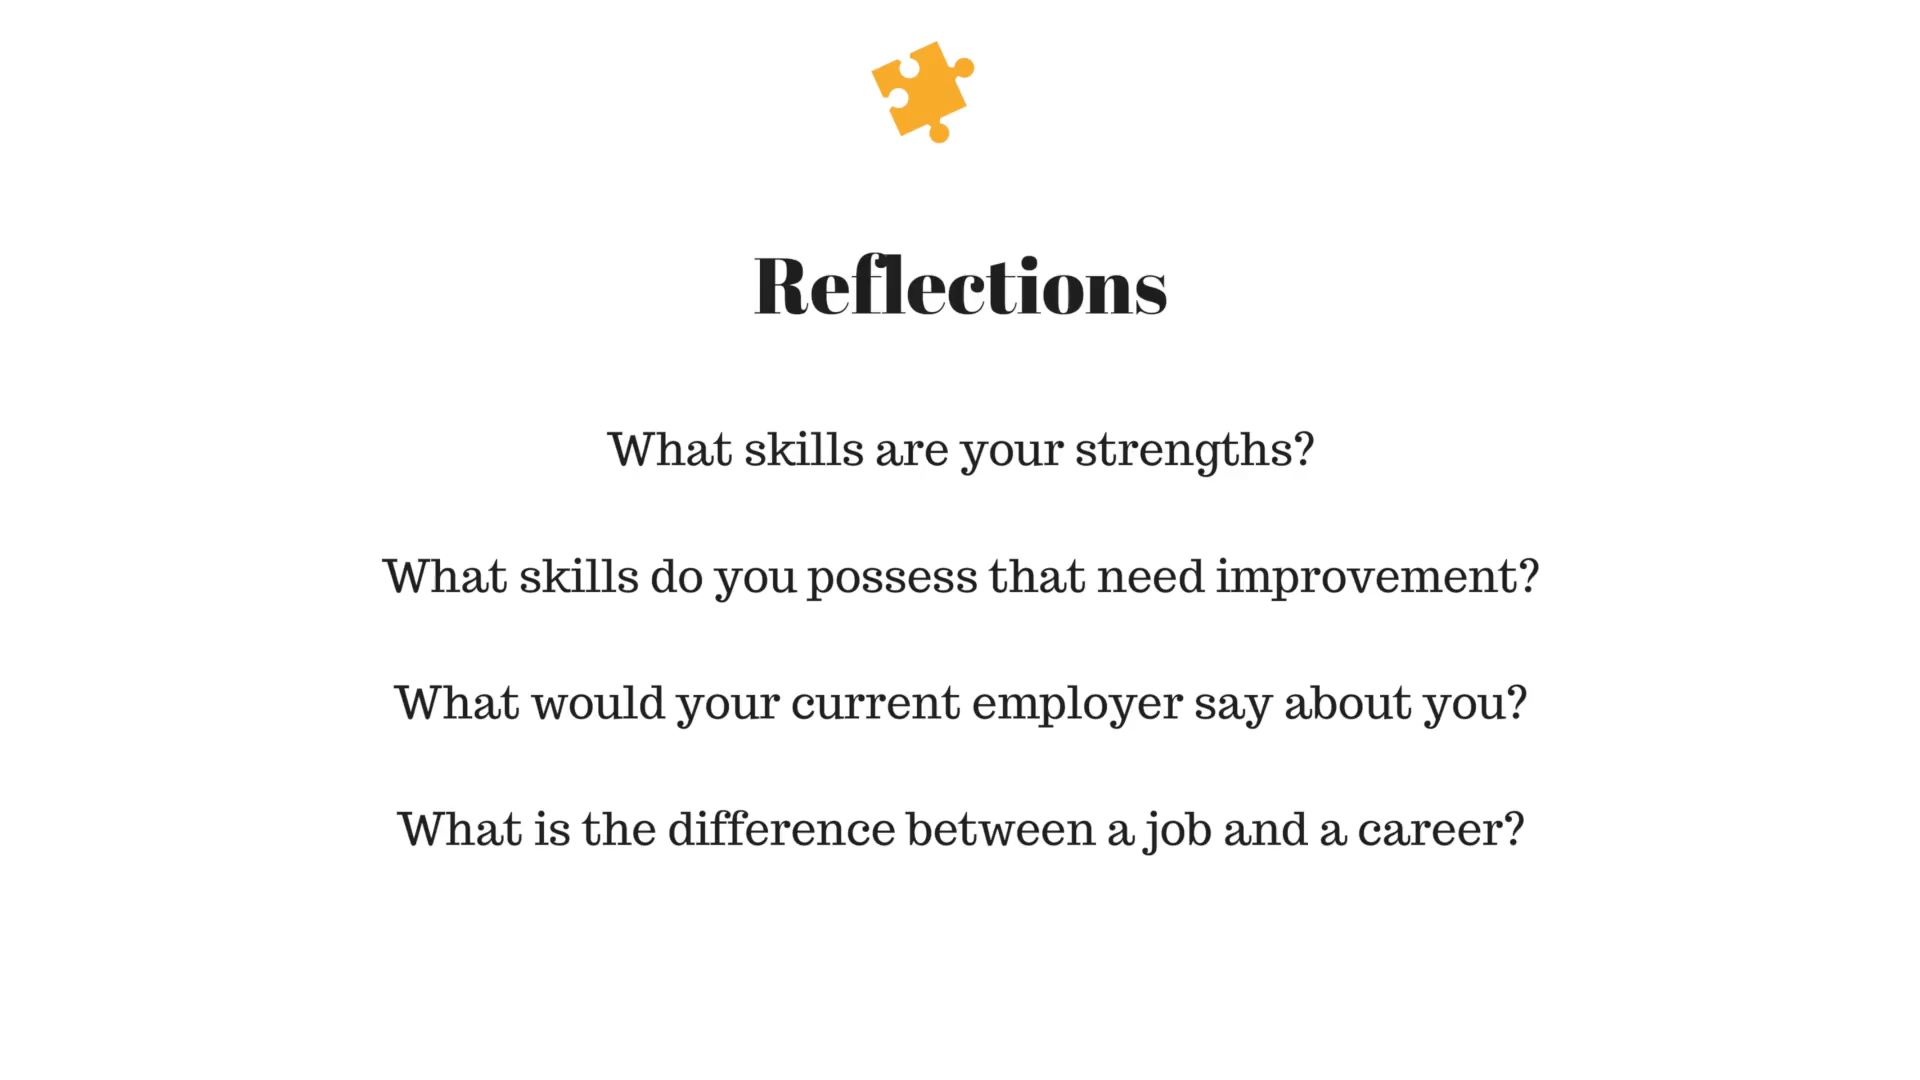 Reflections
What skills are your strengths?
What skills do you possess that need improvement?
What would your current employer say about you?
What is the difference between a job and a career?